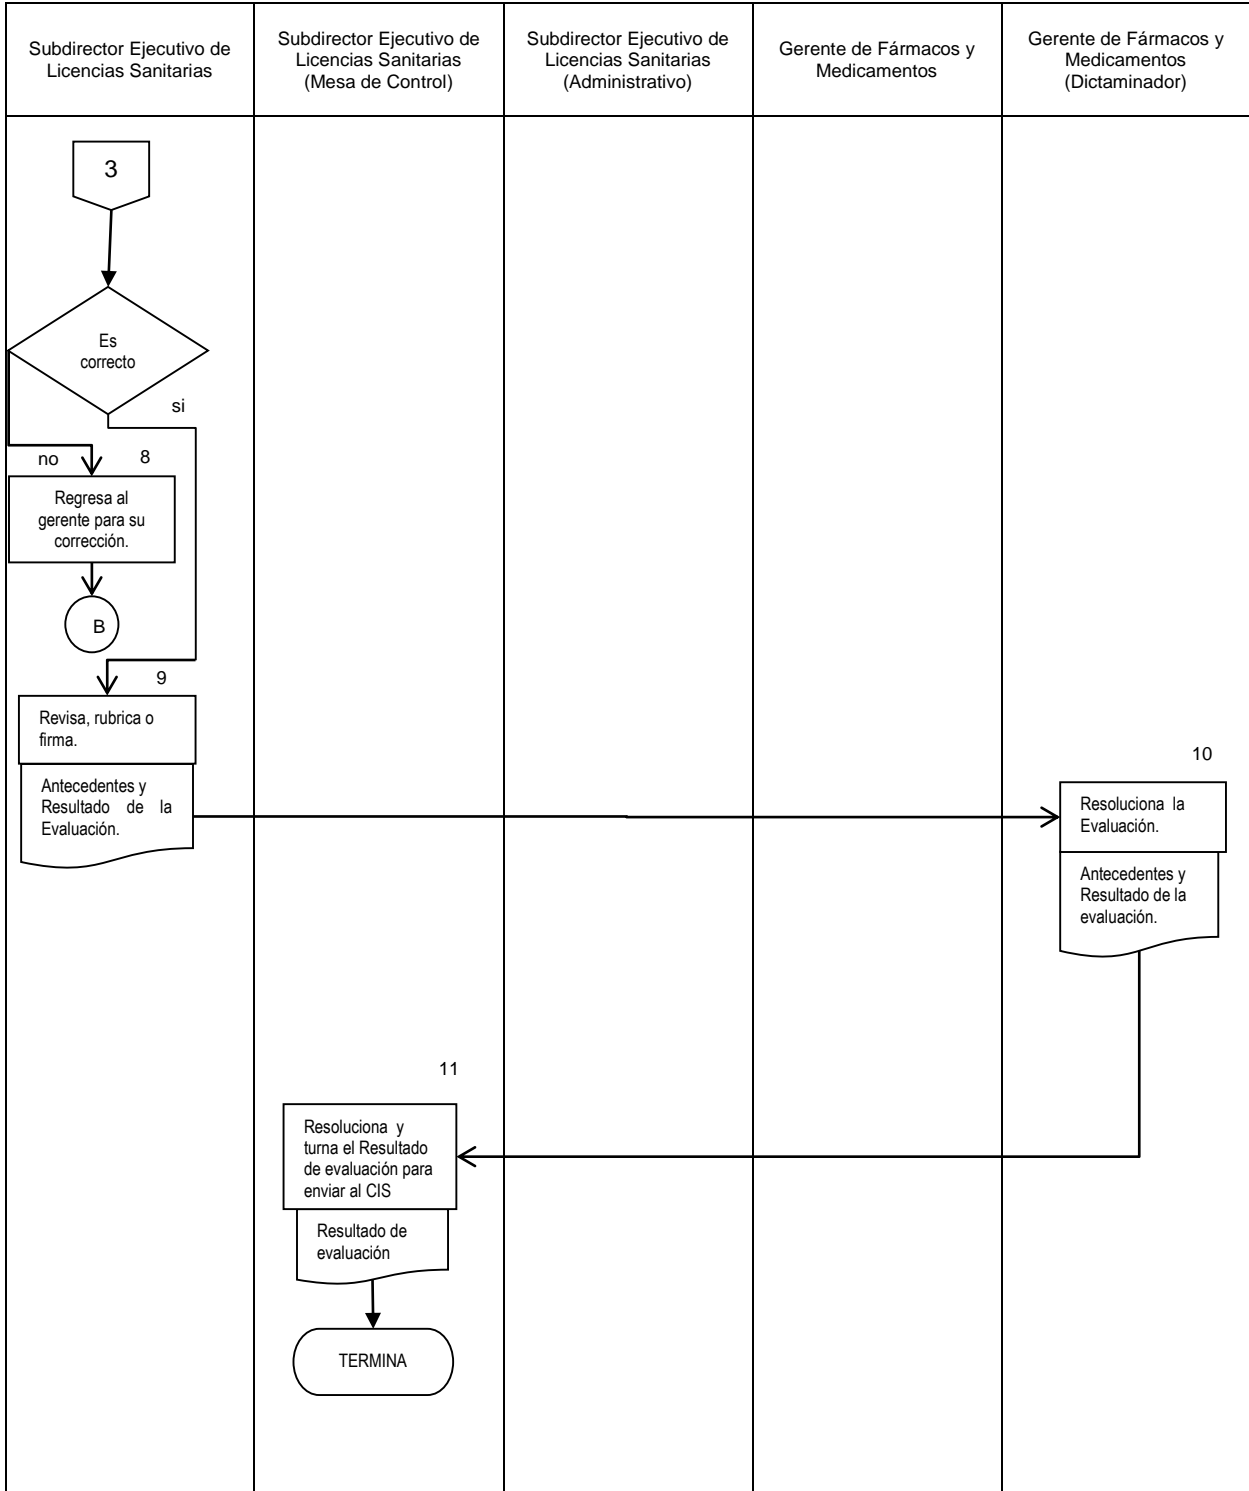 Subdirector Ejecutivo de
Licencias Sanitarias
Subdirector Ejecutivo de
Licencias Sanitarias
(Mesa de Control)
Subdirector Ejecutivo de
Licencias Sanitarias
(Administrativo)
Gerente de Fármacos y
Medicamentos
Gerente de Fármacos y
Medicamentos
(Dictaminador)
3
Es
correcto
si
no
8
Regresa al
gerente para su
corrección.
B
9
Revisa, rubrica o
firma.
Antecedentes y
Resultado de la
Evaluación.
10
Resoluciona la
Evaluación.
Antecedentes y
Resultado de la
evaluación.
11
Resoluciona y
turna el Resultado
de evaluación para
enviar al CIS
Resultado de
evaluación
TERMINA